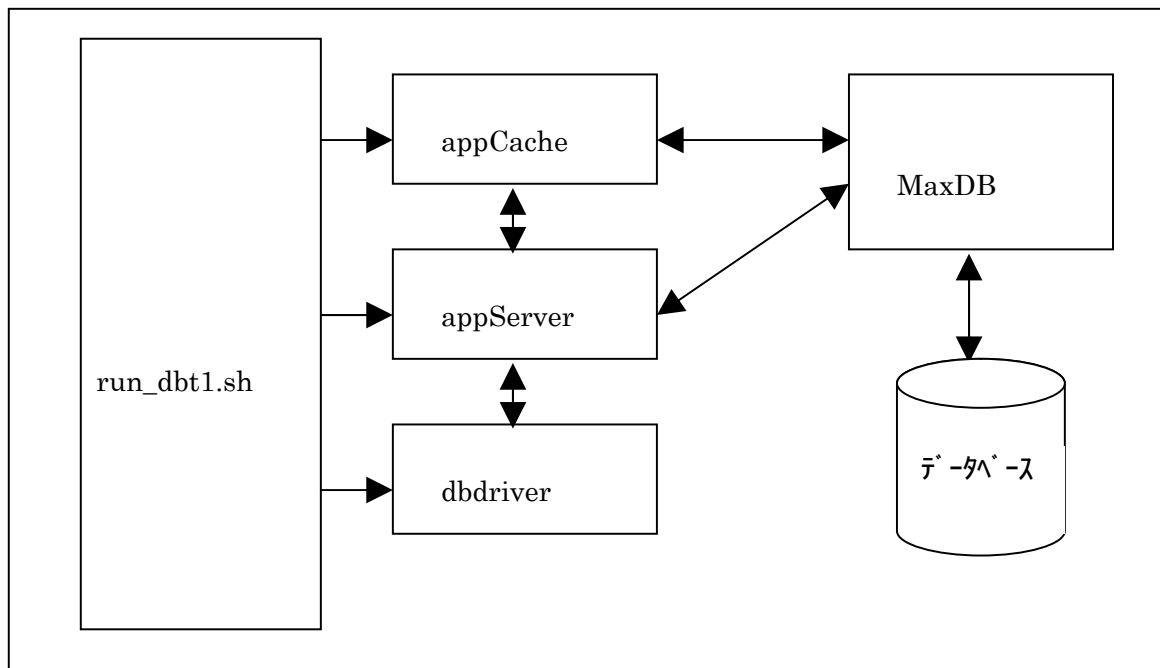 appCache
MaxDB
appServer
run_dbt1.sh
ﾃﾞｰﾀﾍﾞｰｽ
dbdriver